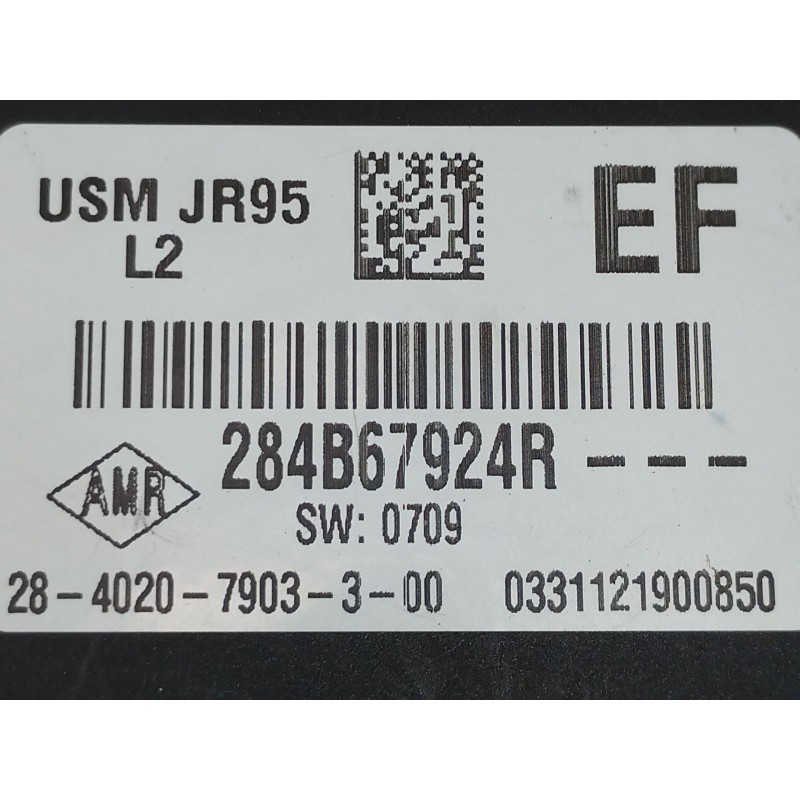 USM JR95
L2
EF
284B67924R---
AMR
SW: 0709
28-4020-7903-3-00 0331121900850